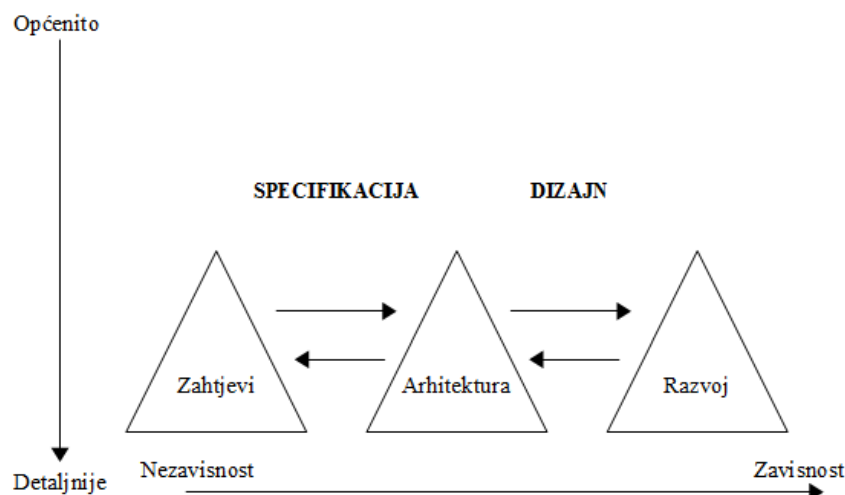 Općenito
SPECIFIKACIJA DIZAJN
Zahtjevi Arhitektura Razvoj
Nezavisnost Zavisnost
Detaljnije